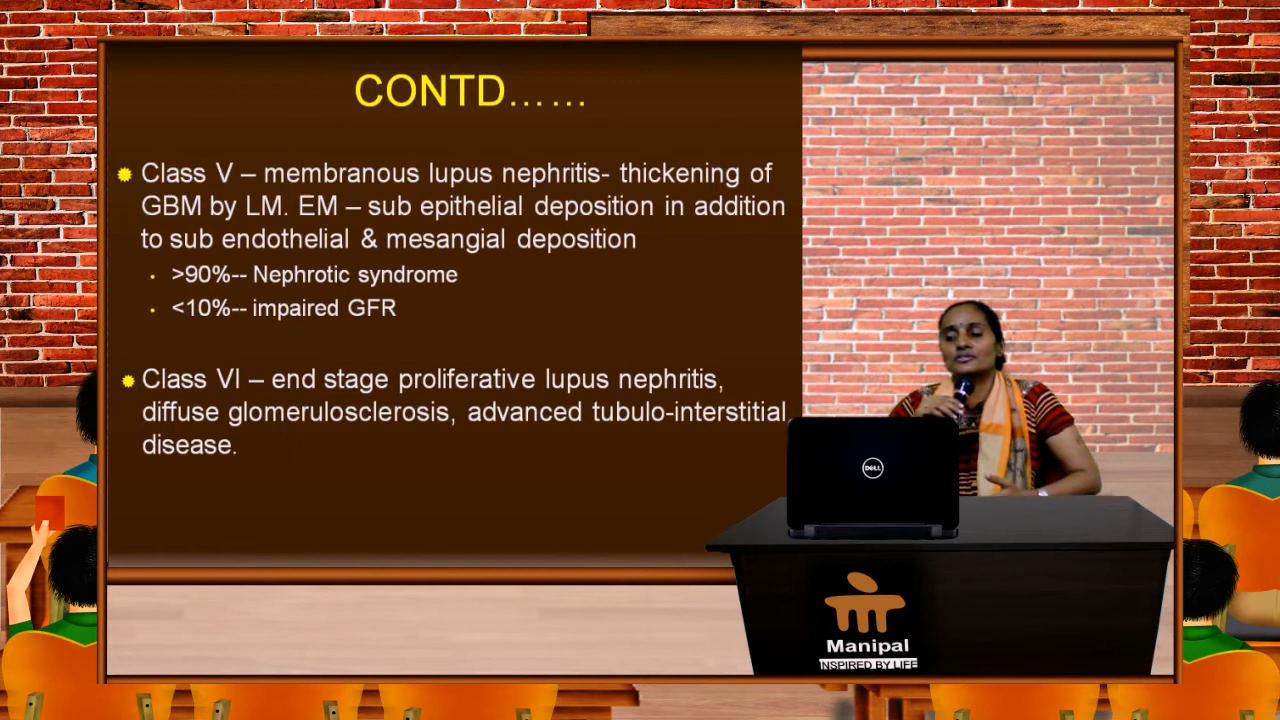 CONTD……
Class V – membranous lupus nephritis- thickening of
GBM by LM. EM – sub epithelial deposition in addition
to sub endothelial & mesangial deposition
>90%-- Nephrotic syndrome
<10%-- impaired GFR
Class VI – end stage proliferative lupus nephritis,
diffuse glomerulosclerosis, advanced tubulo-interstitial
disease.
DELL
Manipal
INSPIRED BY LIFE